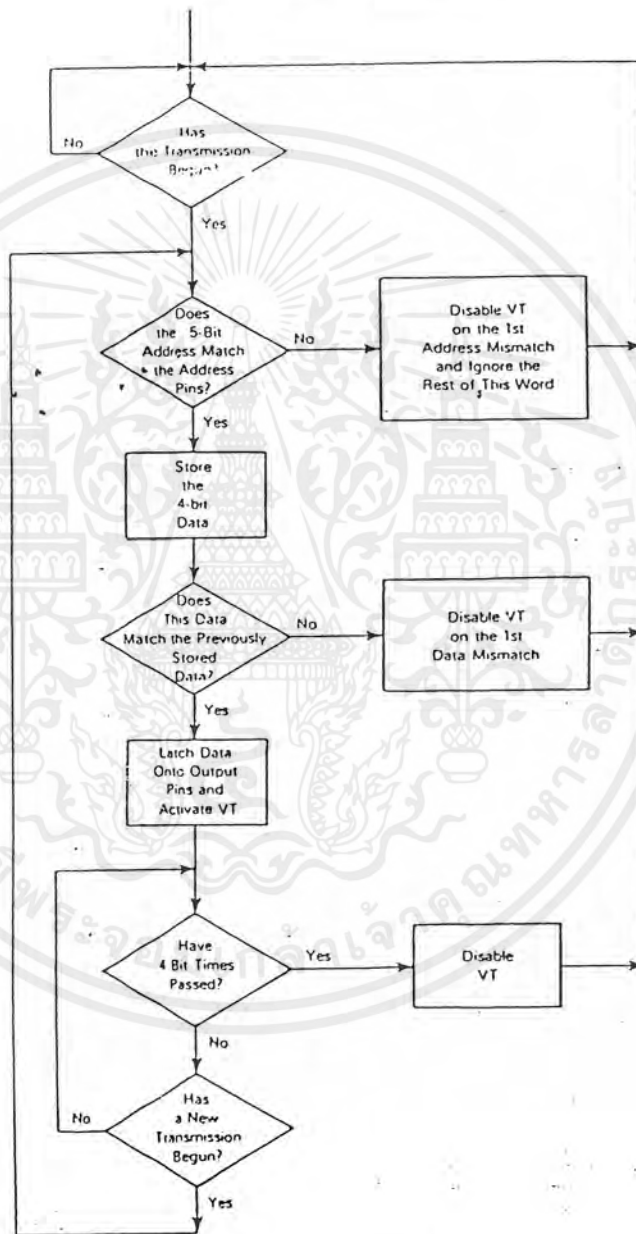 Has
the Transmission
Begun?
No
Yes
Does
the 5-Bit
Address Match
the Address
Pins?
No
Disable VT
on the 1st
Address Mismatch
and Ignore the
Rest of This Word
Yes
Store
the
4-bit
Data
Does
This Data
Match the Previously
Stored
Data?
No
Disable VT
on the 1st
Data Mismatch
Yes
Latch Data
Onto Output
Pins and
Activate VT
Have
4 Bit Times
Passed?
Yes
Disable
VT
No
Has
a New
Transmission
Begun?
No
Yes